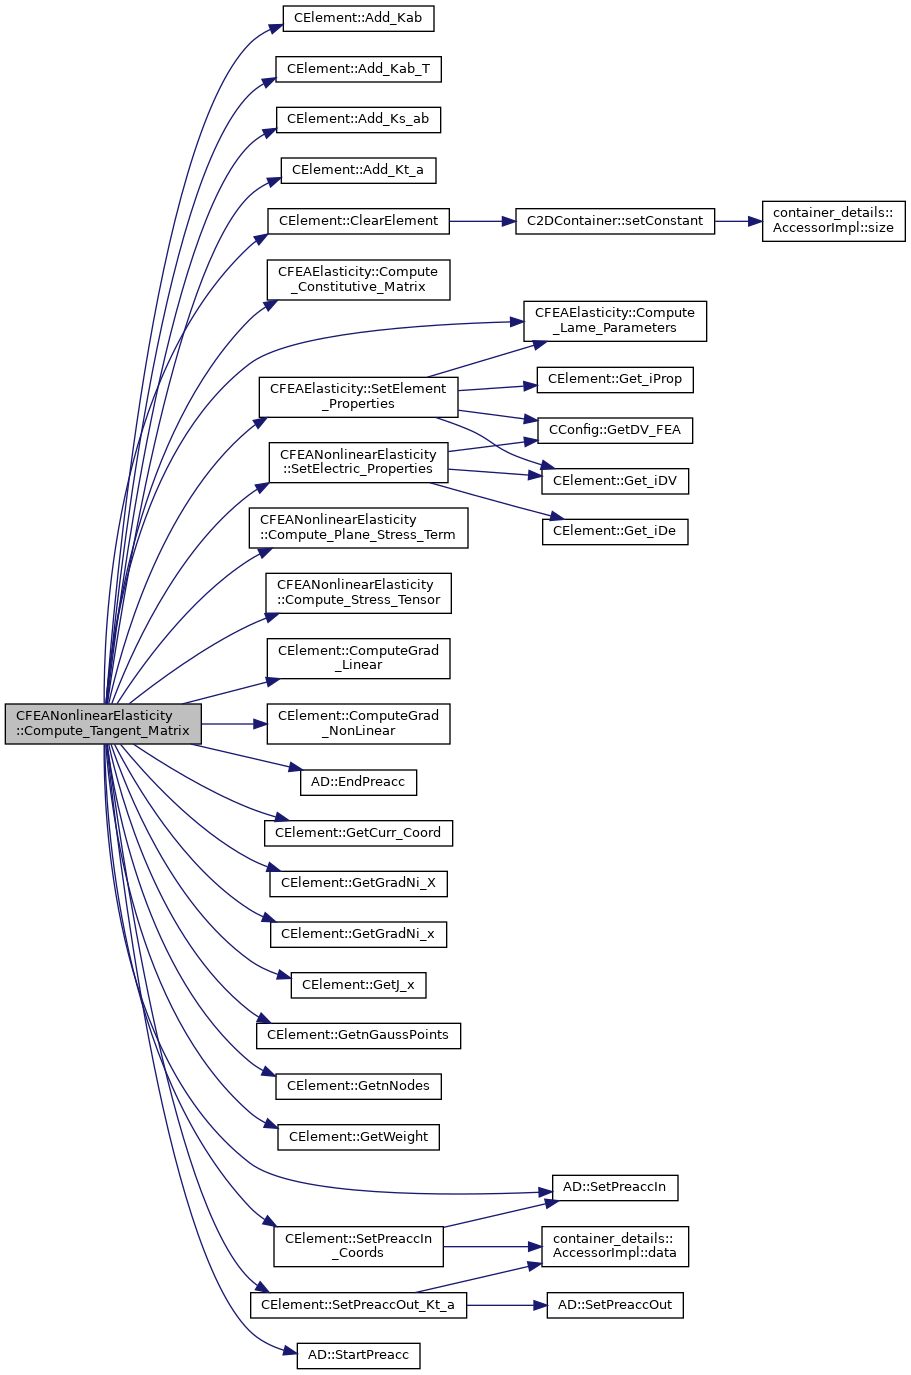 CElement::Add_Kab
CElement::Add_Kab_T
CElement::Add_Ks_ab
CElement::Add_Kt_a
CElement::ClearElement
C2DContainer::setConstant
container_details::
AccessorImpl::size
CFEAElasticity::Compute
_Constitutive_Matrix
CFEAElasticity::Compute
_Lame_Parameters
CFEAElasticity::SetElement
_Properties
CElement::Get_iProp
CConfig::GetDV_FEA
CFEANonlinearElasticity
::SetElectric_Properties
CElement::Get_iDV
CElement::Get_iDe
CFEANonlinearElasticity
::Compute_Plane_Stress_Term
CFEANonlinearElasticity
::Compute_Stress_Tensor
CElement::ComputeGrad
_Linear
CFEANonlinearElasticity
::Compute_Tangent_Matrix
CElement::ComputeGrad
_NonLinear
AD::EndPreacc
CElement::GetCurr_Coord
CElement::GetGradNi_X
CElement::GetGradNi_x
CElement::GetJ_x
CElement::GetnGaussPoints
CElement::GetnNodes
CElement::GetWeight
AD::SetPreaccIn
CElement::SetPreaccIn
_Coords
container_details::
AccessorImpl::data
CElement::SetPreaccOut_Kt_a
AD::SetPreaccOut
AD::StartPreacc